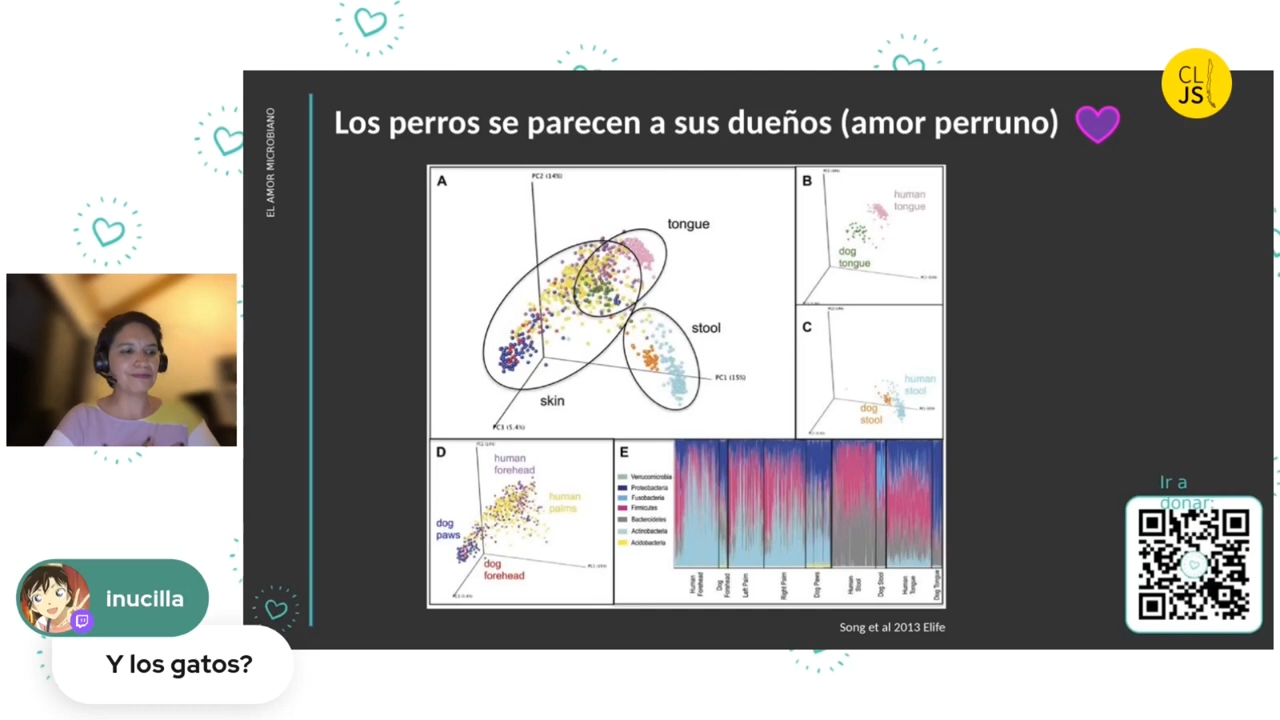 CL
JS
EL AMOR MICROBIANO
Los perros se parecen a sus dueños (amor perruno)
A
PC2 (14%)
tongue
stool
PC1 (15%)
skin
PC3 (5.4%)
B
human
tongue
dog
tongue
C
human
stool
dog
stool
D
human
forehead
human
palms
dog
paws
dog
forehead
E
Verrucomicrobia
Proteobacteria
Fusobacteria
Firmicutes
Bacteroidetes
Actinobacteria
Acidobacteria
Human
Forehead
Dog
Forehead
Left Palm
Right Palm
Dog Paws
Human
Stool
Dog Stool
Human
Tongue
Dog Tongue
Song et al 2013 Elife
Ir a
donar:
inucilla
Y los gatos?